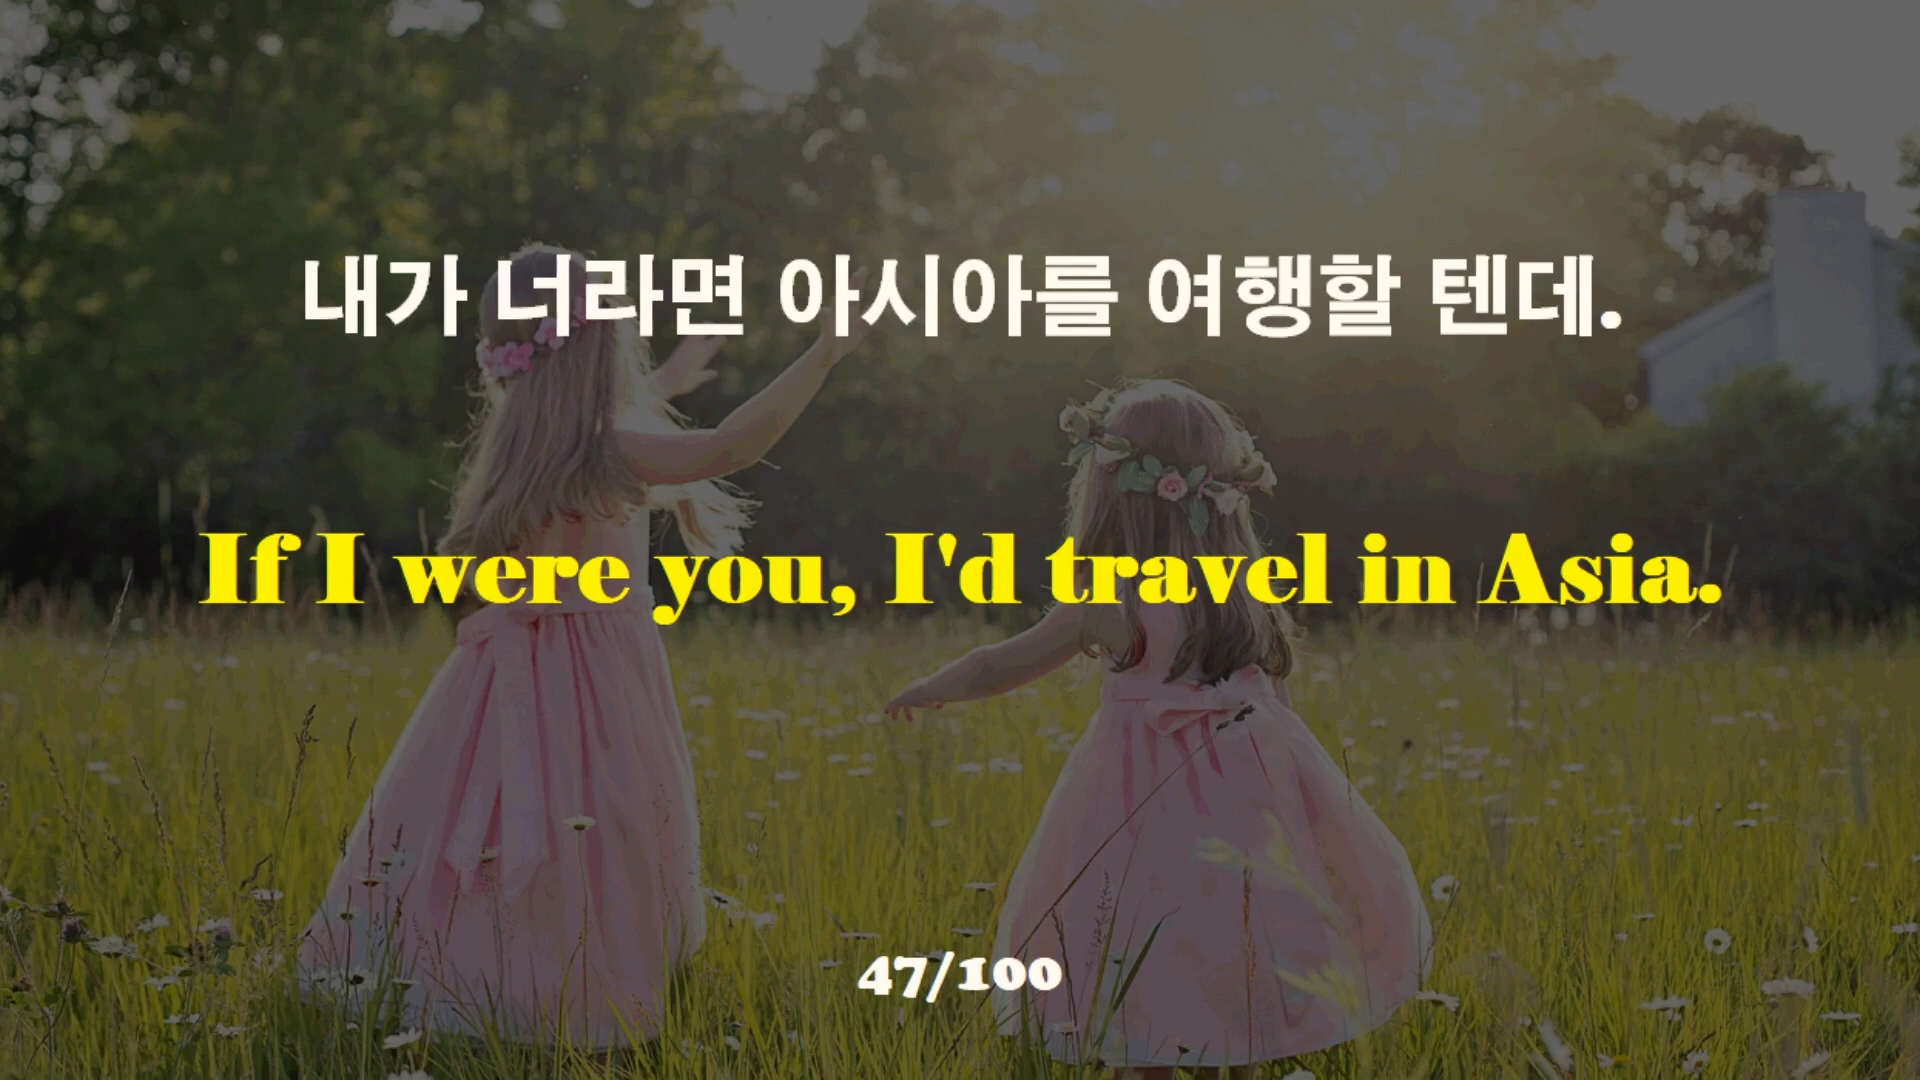 내가 너라면 아시아를 여행할 텐데.
If I were you, I'd travel in Asia.
47/100